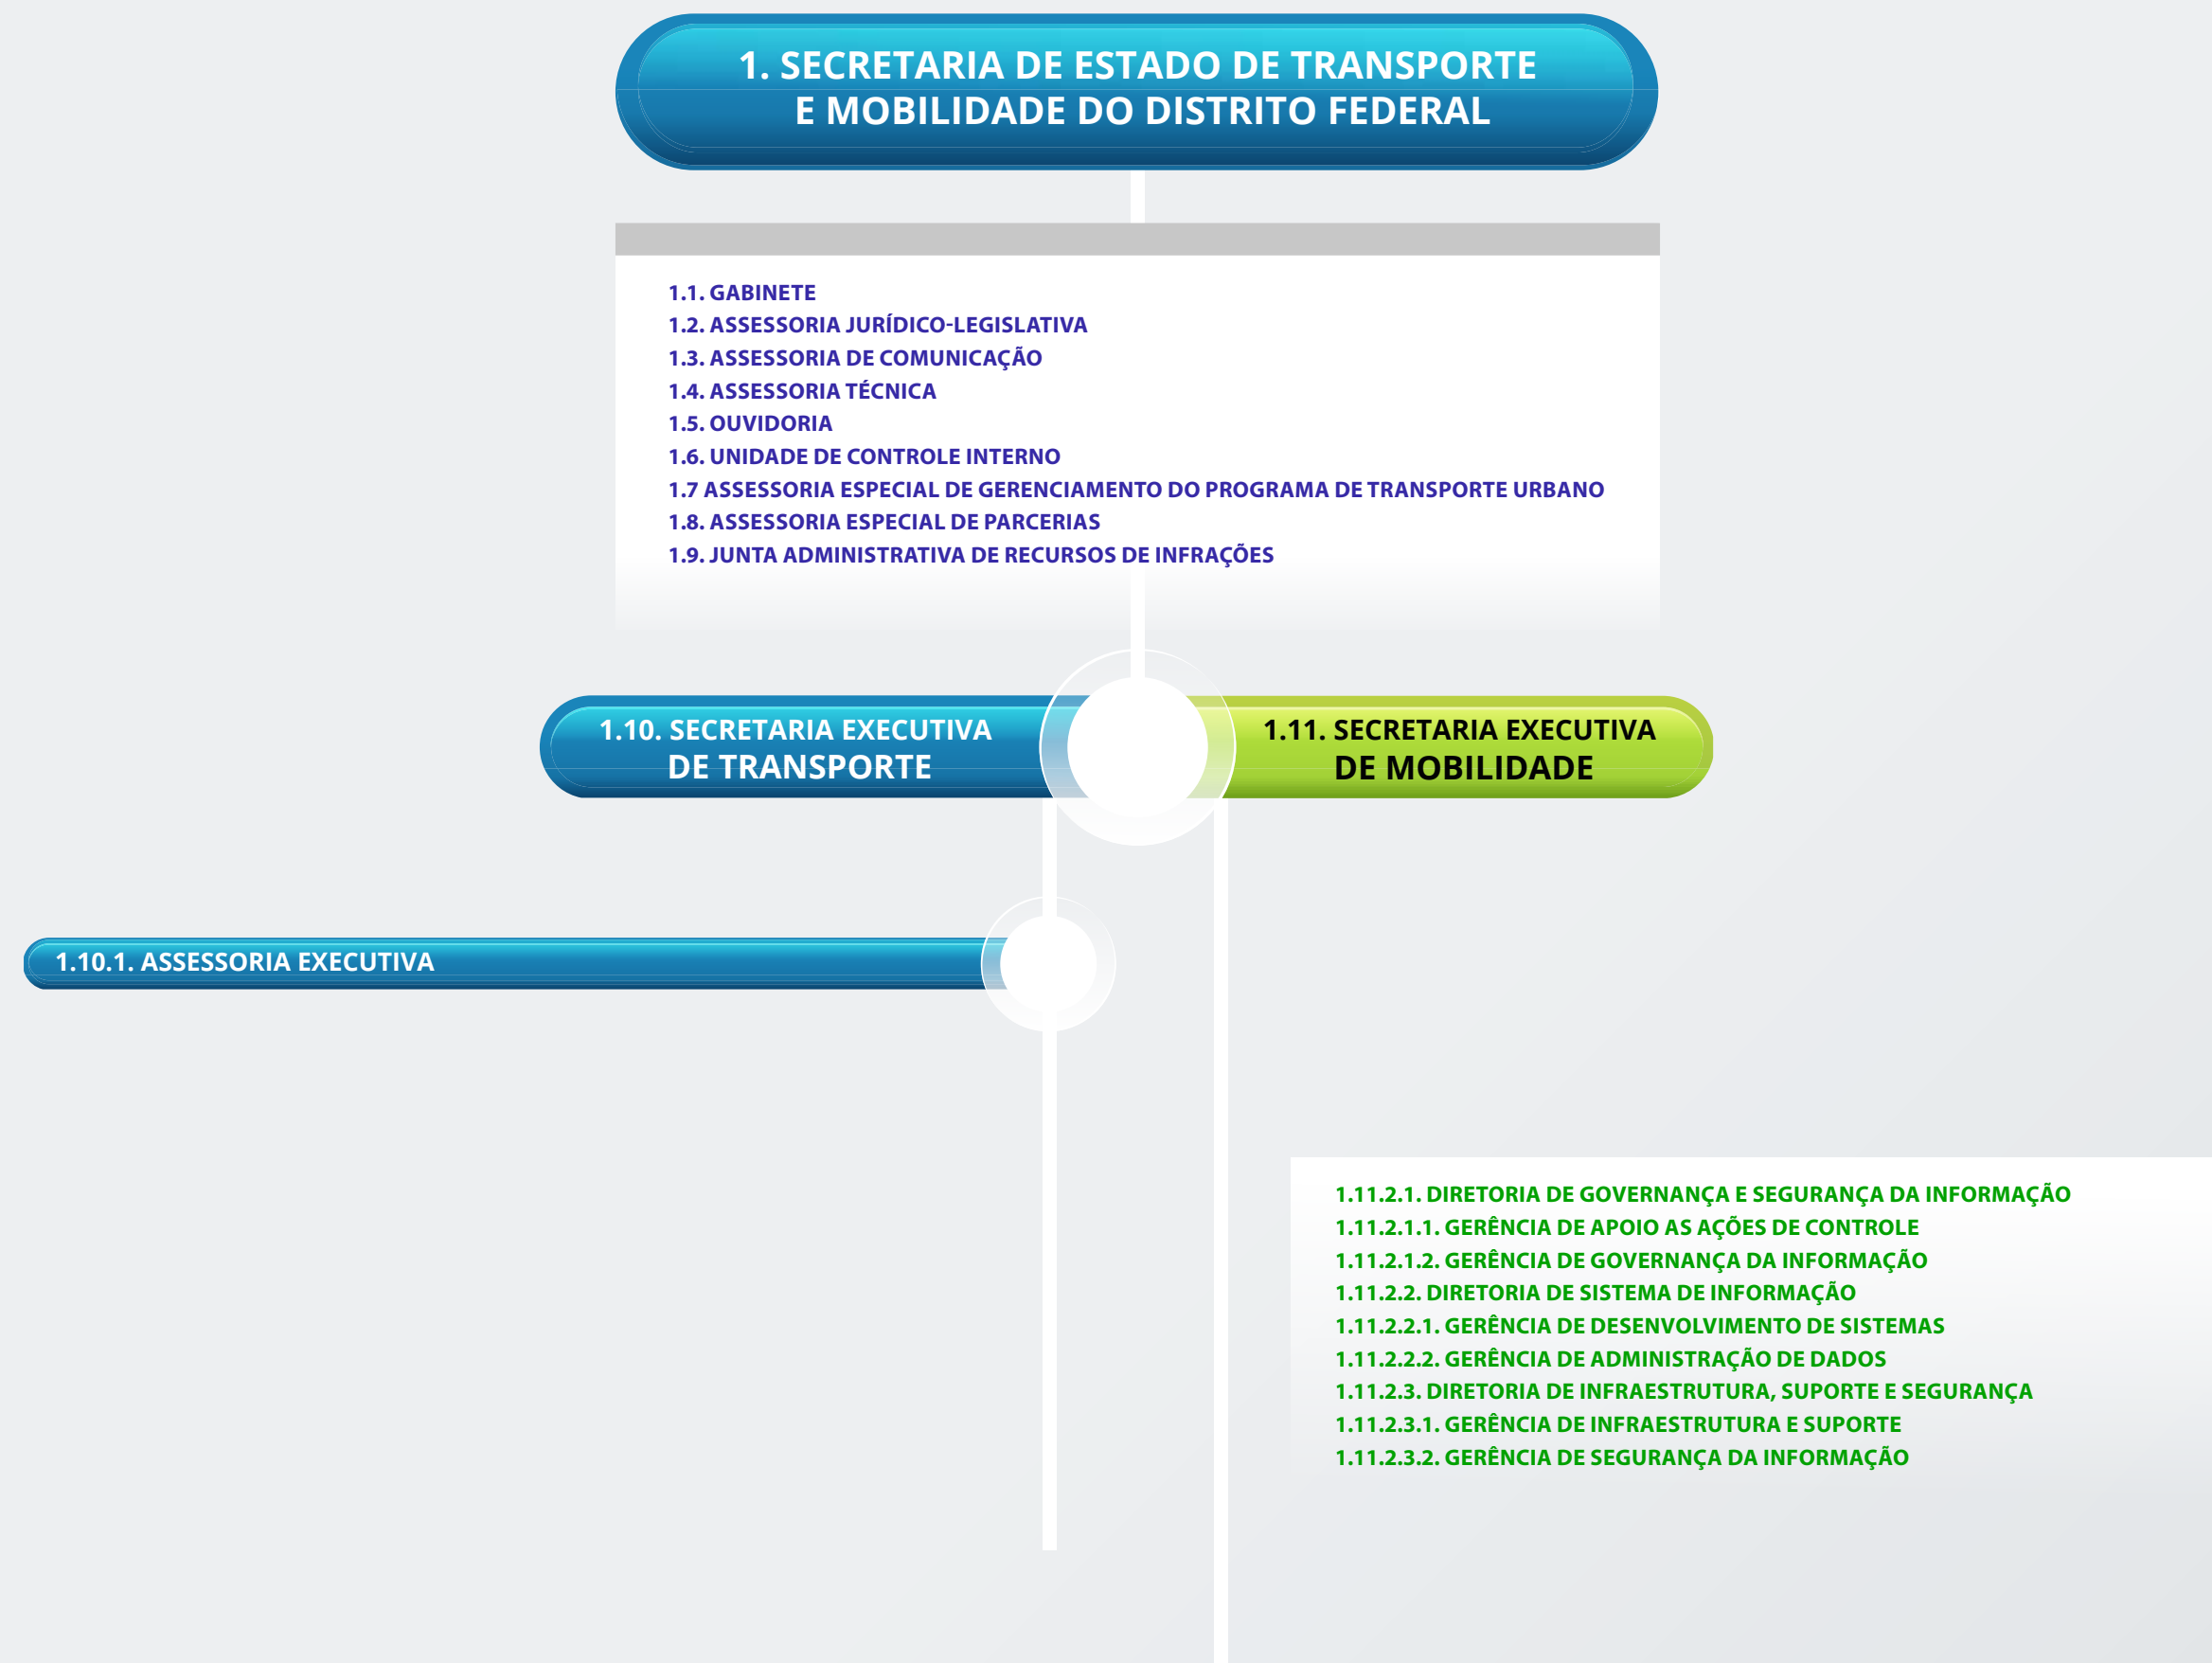 1. SECRETARIA DE ESTADO DE TRANSPORTE
E MOBILIDADE DO DISTRITO FEDERAL
1.1. GABINETE
1.2. ASSESSORIA JURÍDICO-LEGISLATIVA
1.3. ASSESSORIA DE COMUNICAÇÃO
1.4. ASSESSORIA TÉCNICA
1.5. OUVIDORIA
1.6. UNIDADE DE CONTROLE INTERNO
1.7 ASSESSORIA ESPECIAL DE GERENCIAMENTO DO PROGRAMA DE TRANSPORTE URBANO
1.8. ASSESSORIA ESPECIAL DE PARCERIAS
1.9. JUNTA ADMINISTRATIVA DE RECURSOS DE INFRAÇÕES
1.10. SECRETARIA EXECUTIVA
DE TRANSPORTE
1.11. SECRETARIA EXECUTIVA
DE MOBILIDADE
1.10.1. ASSESSORIA EXECUTIVA
1.11.2.1. DIRETORIA DE GOVERNANÇA E SEGURANÇA DA INFORMAÇÃO
1.11.2.1.1. GERÊNCIA DE APOIO AS AÇÕES DE CONTROLE
1.11.2.1.2. GERÊNCIA DE GOVERNANÇA DA INFORMAÇÃO
1.11.2.2. DIRETORIA DE SISTEMA DE INFORMAÇÃO
1.11.2.2.1. GERÊNCIA DE DESENVOLVIMENTO DE SISTEMAS
1.11.2.2.2. GERÊNCIA DE ADMINISTRAÇÃO DE DADOS
1.11.2.3. DIRETORIA DE INFRAESTRUTURA, SUPORTE E SEGURANÇA
1.11.2.3.1. GERÊNCIA DE INFRAESTRUTURA E SUPORTE
1.11.2.3.2. GERÊNCIA DE SEGURANÇA DA INFORMAÇÃO